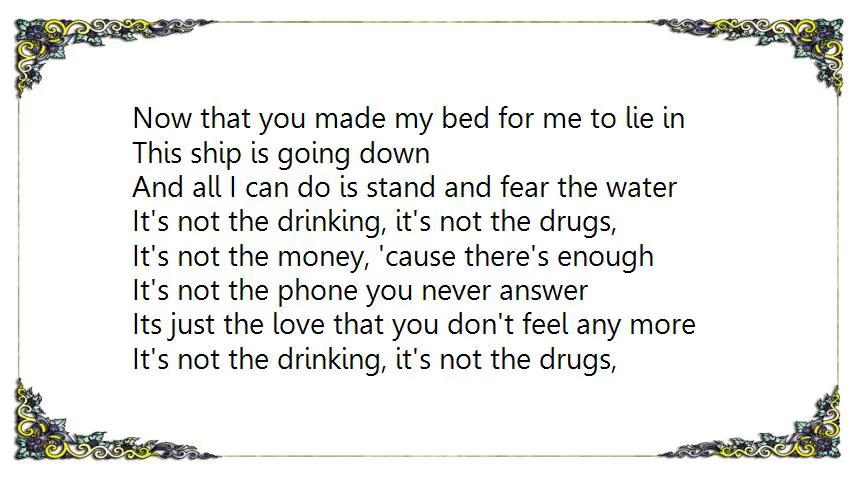 Now that you made my bed for me to lie in
This ship is going down
And all I can do is stand and fear the water
It's not the drinking, it's not the drugs,
It's not the money, 'cause there's enough
It's not the phone you never answer
Its just the love that you don't feel any more
It's not the drinking, it's not the drugs,